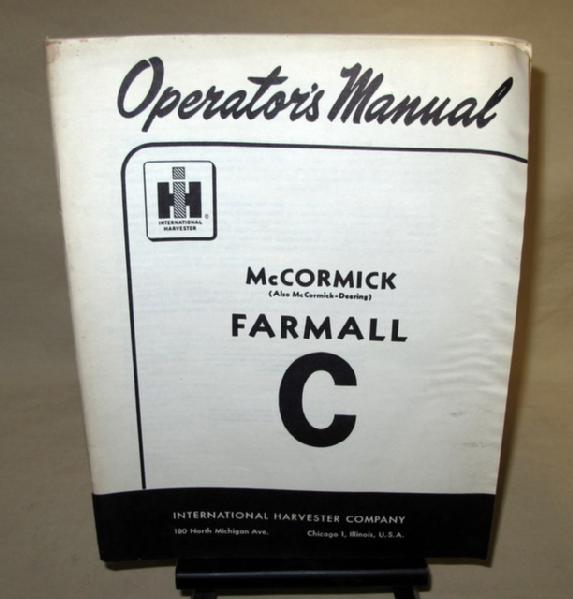 Operator's Manual
IH
INTERNATIONAL
HARVESTER
®
McCORMICK
(Also McCormick-Deering)
FARMALL
C
INTERNATIONAL HARVESTER COMPANY
180 North Michigan Ave. Chicago 1, Illinois, U.S.A.